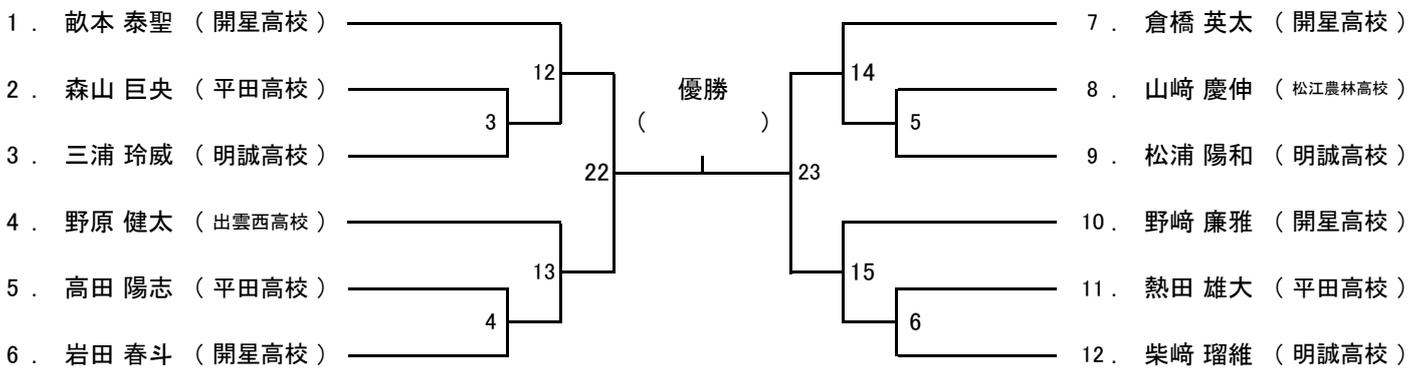 1 . 畝本 泰聖 （ 開星高校 ）
2 . 森山 巨央 （ 平田高校 ）
3 . 三浦 玲威 （ 明誠高校 ）
4 . 野原 健太 （ 出雲西高校 ）
5 . 高田 陽志 （ 平田高校 ）
6 . 岩田 春斗 （ 開星高校 ）
12
3
22
13
4
優勝
（ ）
14
5
23
15
6
7 . 倉橋 英太 （ 開星高校 ）
8 . 山﨑 慶伸 （ 松江農林高校 ）
9 . 松浦 陽和 （ 明誠高校 ）
10 . 野﨑 廉雅 （ 開星高校 ）
11 . 熱田 雄大 （ 平田高校 ）
12 . 柴﨑 瑠維 （ 明誠高校 ）